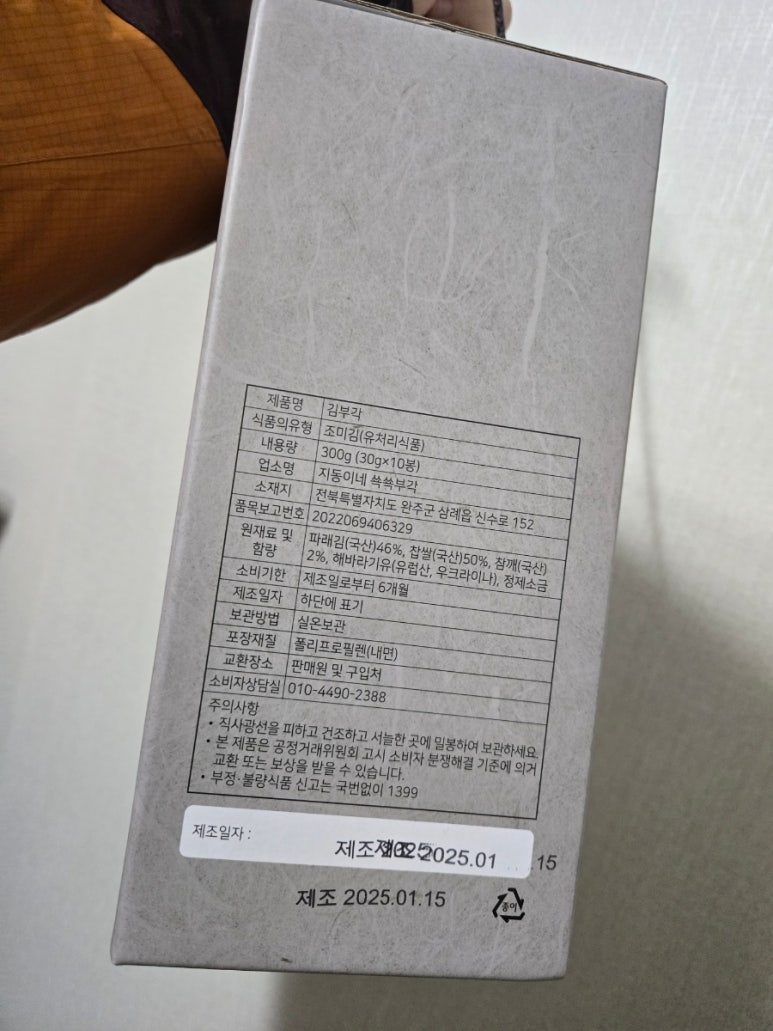 제품명 김부각
식품의유형 조미김(유처리식품)
내용량 300g (30g×10봉)
업소명 지동이네 쏙쏙부각
소재지 전북특별자치도 완주군 삼례읍 신수로 152
품목보고번호 2022069406329
원재료 및 함량 파래김(국산)46%, 찹쌀(국산)50%, 참깨(국산)
2%, 해바라기유(유럽산, 우크라이나), 정제소금
소비기한 제조일로부터 6개월
제조일자 하단에 표기
보관방법 실온보관
포장재질 폴리프로필렌(내면)
교환장소 판매원 및 구입처
소비자상담실 010-4490-2388
주의사항
• 직사광선을 피하고 건조하고 서늘한 곳에 밀봉하여 보관하세요.
• 본 제품은 공정거래위원회 고시 소비자 분쟁해결 기준에 의거
교환 또는 보상을 받을 수 있습니다.
• 부정·불량식품 신고는 국번없이 1399
제조일자 :
제조 2025.01 .15
제조 2025.01.15
종이